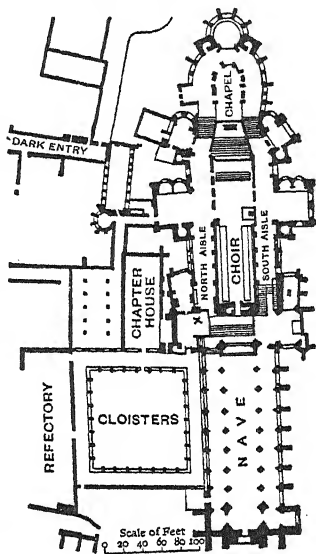 CHAPEL
DARK ENTRY
NORTH AISLE
CHOIR
SOUTH AISLE
CHAPTER
HOUSE
X
REFECTORY
CLOISTERS
NAVE
Scale of Feet
0 20 40 60 80 100